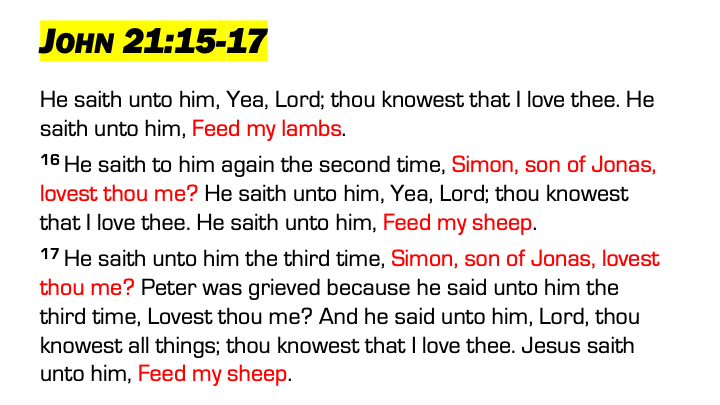 JOHN 21:15-17
He saith unto him, Yea, Lord; thou knowest that I love thee. He
saith unto him, Feed my lambs.
16 He saith to him again the second time, Simon, son of Jonas,
lovest thou me? He saith unto him, Yea, Lord; thou knowest
that I love thee. He saith unto him, Feed my sheep.
17 He saith unto him the third time, Simon, son of Jonas, lovest
thou me? Peter was grieved because he said unto him the
third time, Lovest thou me? And he said unto him, Lord, thou
knowest all things; thou knowest that I love thee. Jesus saith
unto him, Feed my sheep.